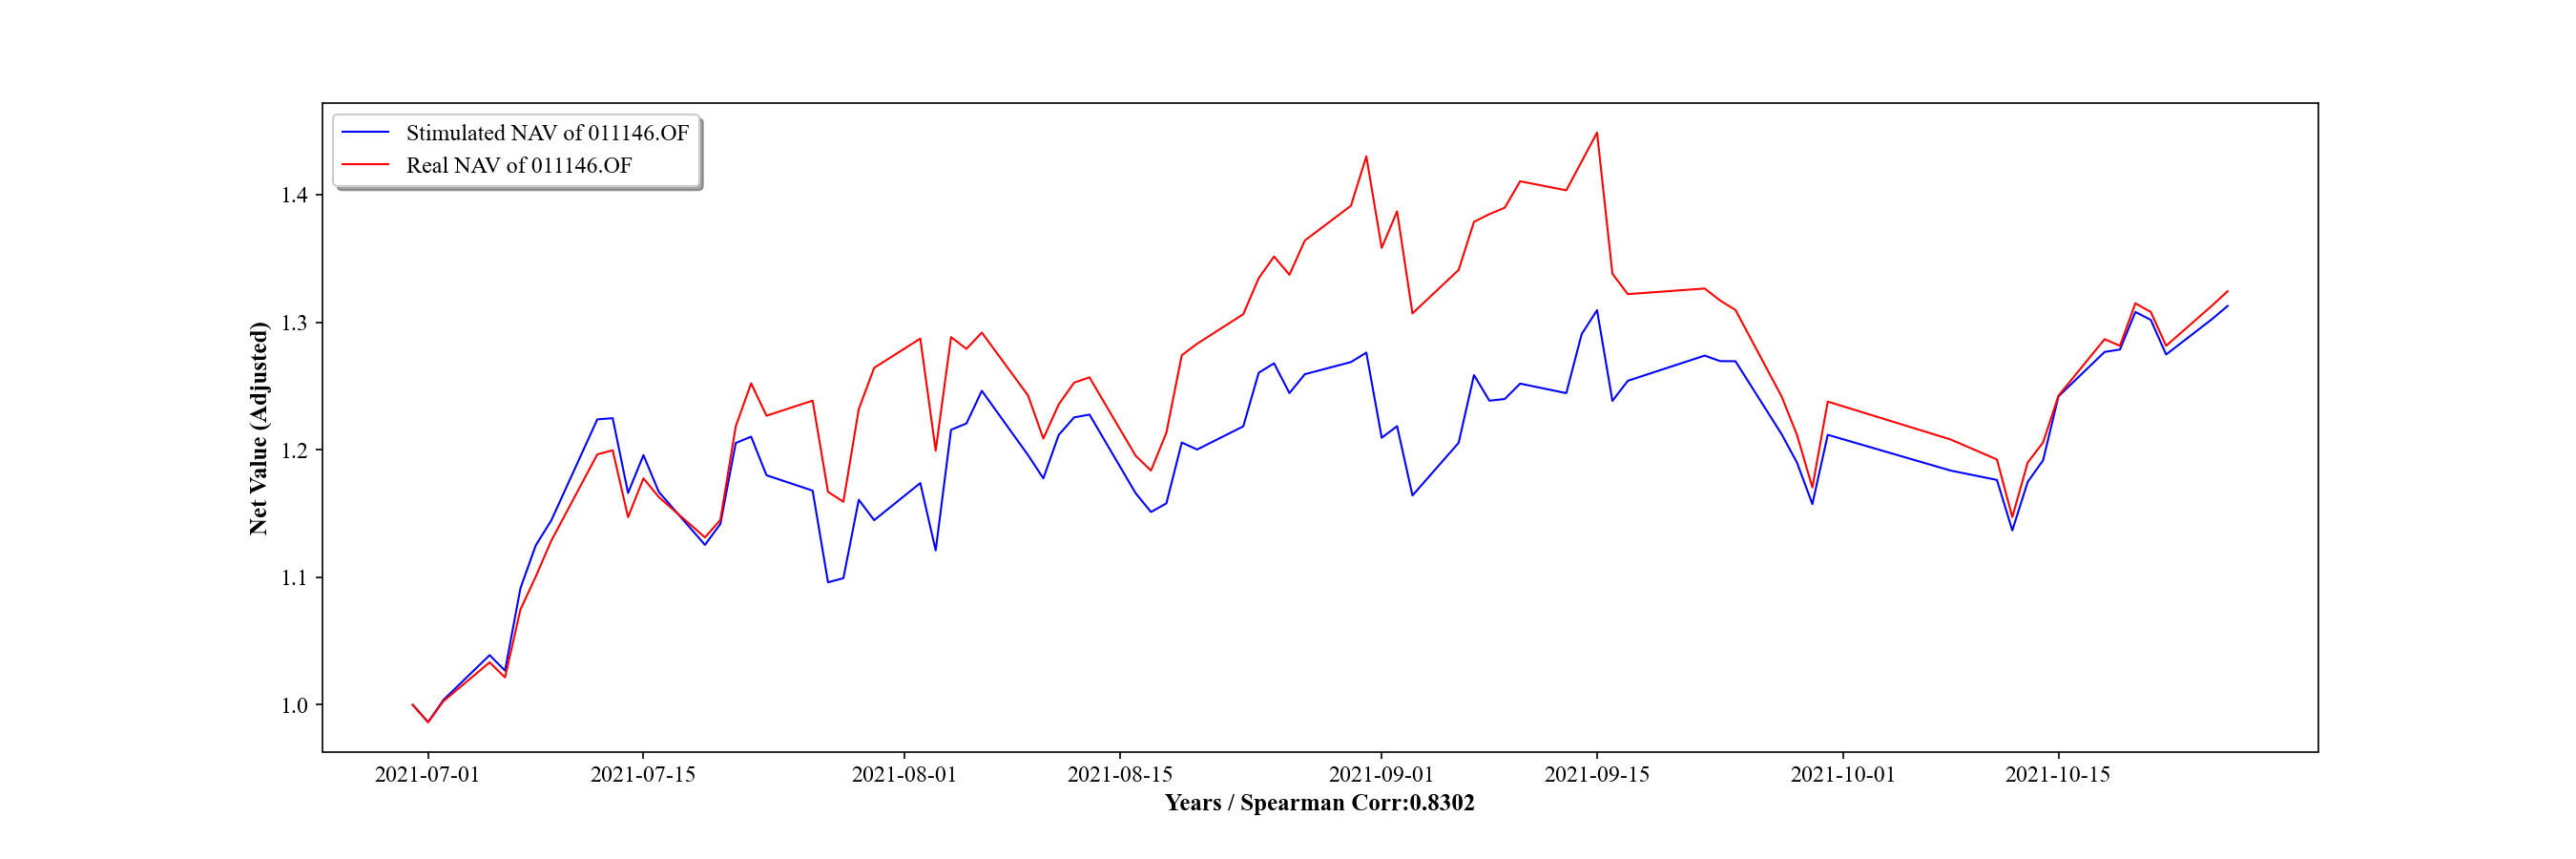 Stimulated NAV of 011146.OF
Real NAV of 011146.OF
Net Value (Adjusted)
1.4
1.3
1.2
1.1
1.0
2021-07-01 2021-07-15 2021-08-01 2021-08-15 2021-09-01 2021-09-15 2021-10-01 2021-10-15
Years / Spearman Corr:0.8302